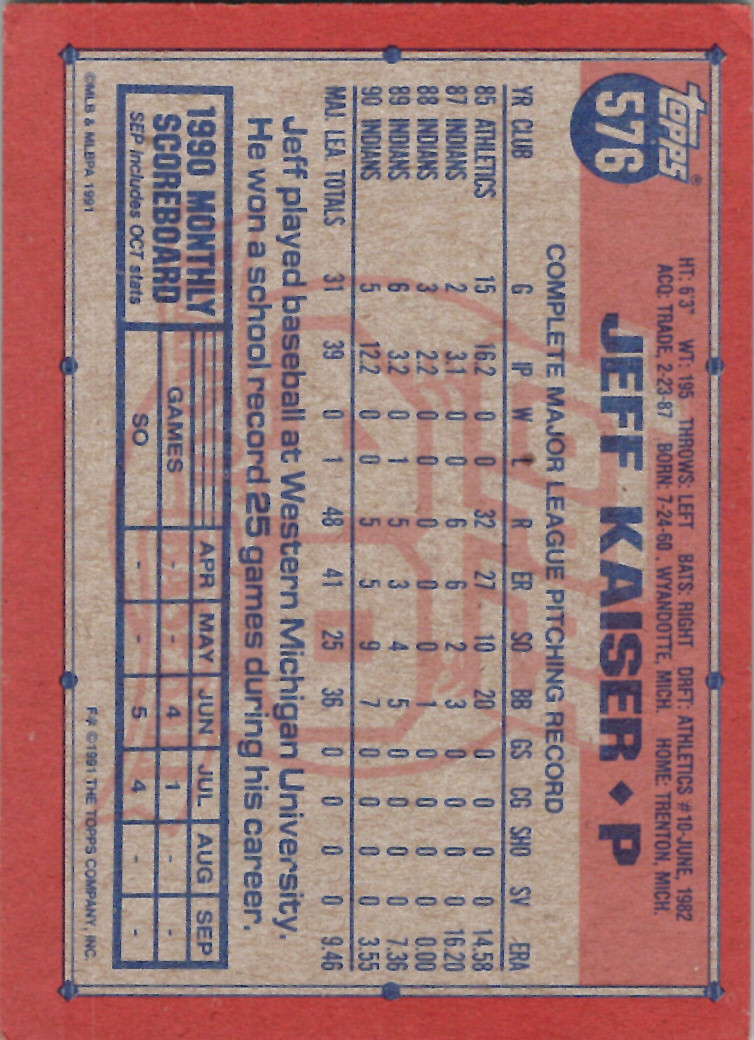 TOPPS®
576
HT: 6'3" WT: 195 THROWS: LEFT BATS: RIGHT DRFT: ATHLETICS #10-JUNE, 1982
ACQ: TRADE, 2-23-87 BORN: 7-24-60, WYANDOTTE, MICH. HOME: TRENTON, MICH.
JEFF KAISER ♦ P
COMPLETE MAJOR LEAGUE PITCHING RECORD
YR CLUB G IP W L R ER SO BB GS CG SHO SV ERA
85 ATHLETICS 15 16.2 0 0 32 27 10 20 0 0 0 0 14.58
87 INDIANS 2 3.1 0 0 6 6 2 3 0 0 0 0 16.20
88 INDIANS 3 2.2 0 0 0 0 0 1 0 0 0 0 0.00
89 INDIANS 6 3.2 0 1 5 3 4 5 0 0 0 0 7.36
90 INDIANS 5 12.2 0 0 5 5 9 7 0 0 0 0 3.55
MAJ. LEA TOTALS 31 39 0 1 48 41 25 36 0 0 0 0 9.46
Jeff played baseball at Western Michigan University.
He won a school record 25 games during his career.
1990 MONTHLY
SCOREBOARD
SEP includes OCT stats
APR MAY JUN JUL AUG SEP
GAMES - - 4 1 - -
SO - - 5 4 - -
©MLB & MLBPA 1991
F# ©1991 THE TOPPS COMPANY, INC.